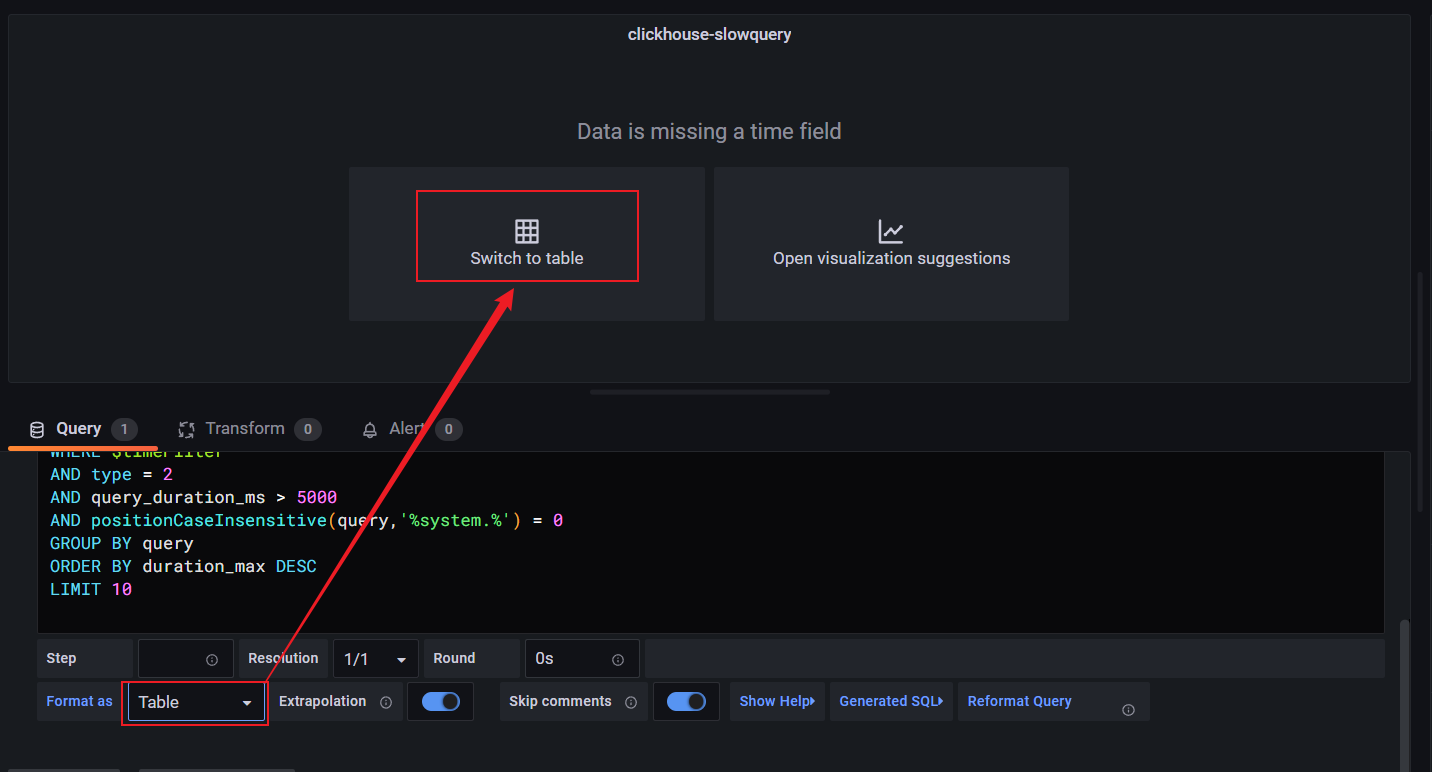 clickhouse-slowquery
Data is missing a time field
Switch to table
Open visualization suggestions
Query 1 Transform 0 Alert 0
WHERE $timeFilter
AND type = 2
AND query_duration_ms > 5000
AND positionCaseInsensitive(query,'%system.%') = 0
GROUP BY query
ORDER BY duration_max DESC
LIMIT 10
Step Resolution 1/1 Round 0s
Format as Table Extrapolation Skip comments Show Help Generated SQL Reformat Query